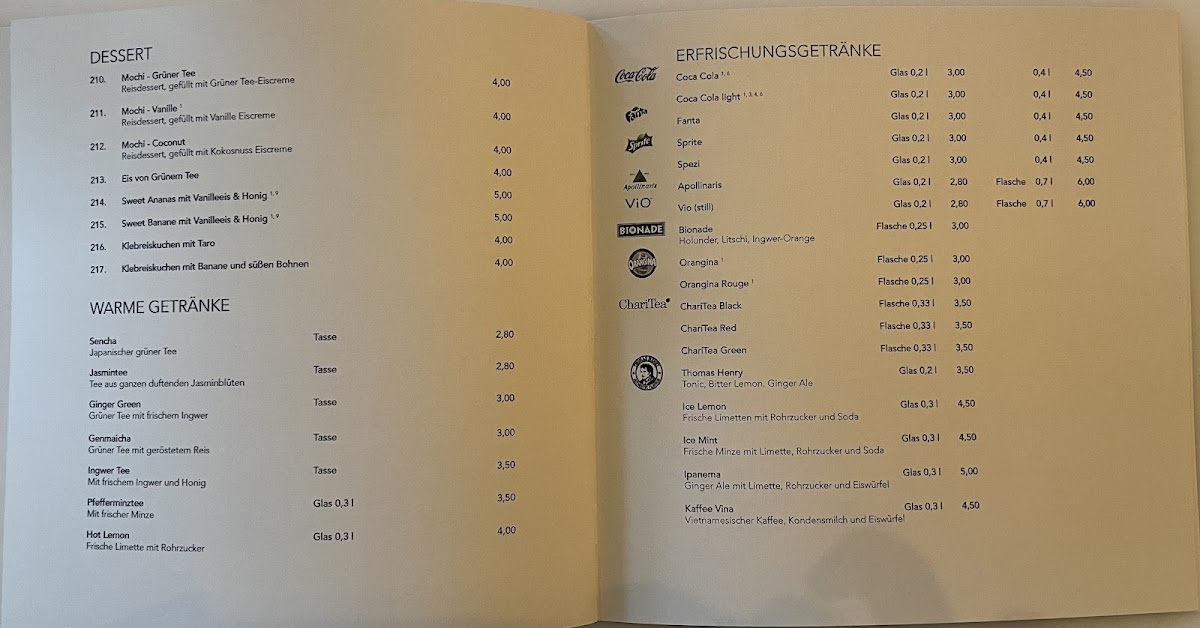 DESSERT
210. Mochi - Grüner Tee
Reisdessert, gefüllt mit Grüner Tee-Eiscreme 4,00
211. Mochi - Vanille ¹
Reisdessert, gefüllt mit Vanille Eiscreme 4,00
212. Mochi - Coconut
Reisdessert, gefüllt mit Kokosnuss Eiscreme 4,00
213. Eis von Grünem Tee 4,00
214. Sweet Ananas mit Vanilleeis & Honig ¹,⁹ 5,00
215. Sweet Banane mit Vanilleeis & Honig ¹,⁹ 5,00
216. Klebreiskuchen mit Taro 4,00
217. Klebreiskuchen mit Banane und süßen Bohnen 4,00
WARME GETRÄNKE
Sencha Tasse 2,80
Japanischer grüner Tee
Jasmintee Tasse 2,80
Tee aus ganzen duftenden Jasminblüten
Ginger Green Tasse 3,00
Grüner Tee mit frischem Ingwer
Genmaicha Tasse 3,00
Grüner Tee mit geröstetem Reis
Ingwer Tee Tasse 3,50
Mit frischem Ingwer und Honig
Pfefferminztee Glas 0,3 l 3,50
Mit frischer Minze
Hot Lemon Glas 0,3 l 4,00
Frische Limette mit Rohrzucker
ERFRISCHUNGSGETRÄNKE
Coca-Cola Coca Cola ¹,⁶ Glas 0,2 l 3,00 0,4 l 4,50
Coca Cola light ¹,³,⁴,⁶ Glas 0,2 l 3,00 0,4 l 4,50
Fanta Fanta Glas 0,2 l 3,00 0,4 l 4,50
Sprite Sprite Glas 0,2 l 3,00 0,4 l 4,50
Spezi Glas 0,2 l 3,00 0,4 l 4,50
Apollinaris Apollinaris Glas 0,2 l 2,80 Flasche 0,7 l 6,00
ViO Vio (still) Glas 0,2 l 2,80 Flasche 0,7 l 6,00
BIONADE Bionade Flasche 0,25 l 3,00
Holunder, Litschi, Ingwer-Orange
ORANGINA Orangina ¹ Flasche 0,25 l 3,00
Orangina Rouge ¹ Flasche 0,25 l 3,00
ChariTea ChariTea Black Flasche 0,33 l 3,50
ChariTea Red Flasche 0,33 l 3,50
ChariTea Green Flasche 0,33 l 3,50
Thomas Henry Glas 0,2 l 3,50
Tonic, Bitter Lemon, Ginger Ale
Ice Lemon Glas 0,3 l 4,50
Frische Limetten mit Rohrzucker und Soda
Ice Mint Glas 0,3 l 4,50
Frische Minze mit Limette, Rohrzucker und Soda
Ipanema Glas 0,3 l 5,00
Ginger Ale mit Limette, Rohrzucker und Eiswürfel
Kaffee Vina Glas 0,3 l 4,50
Vietnamesischer Kaffee, Kondensmilch und Eiswürfel